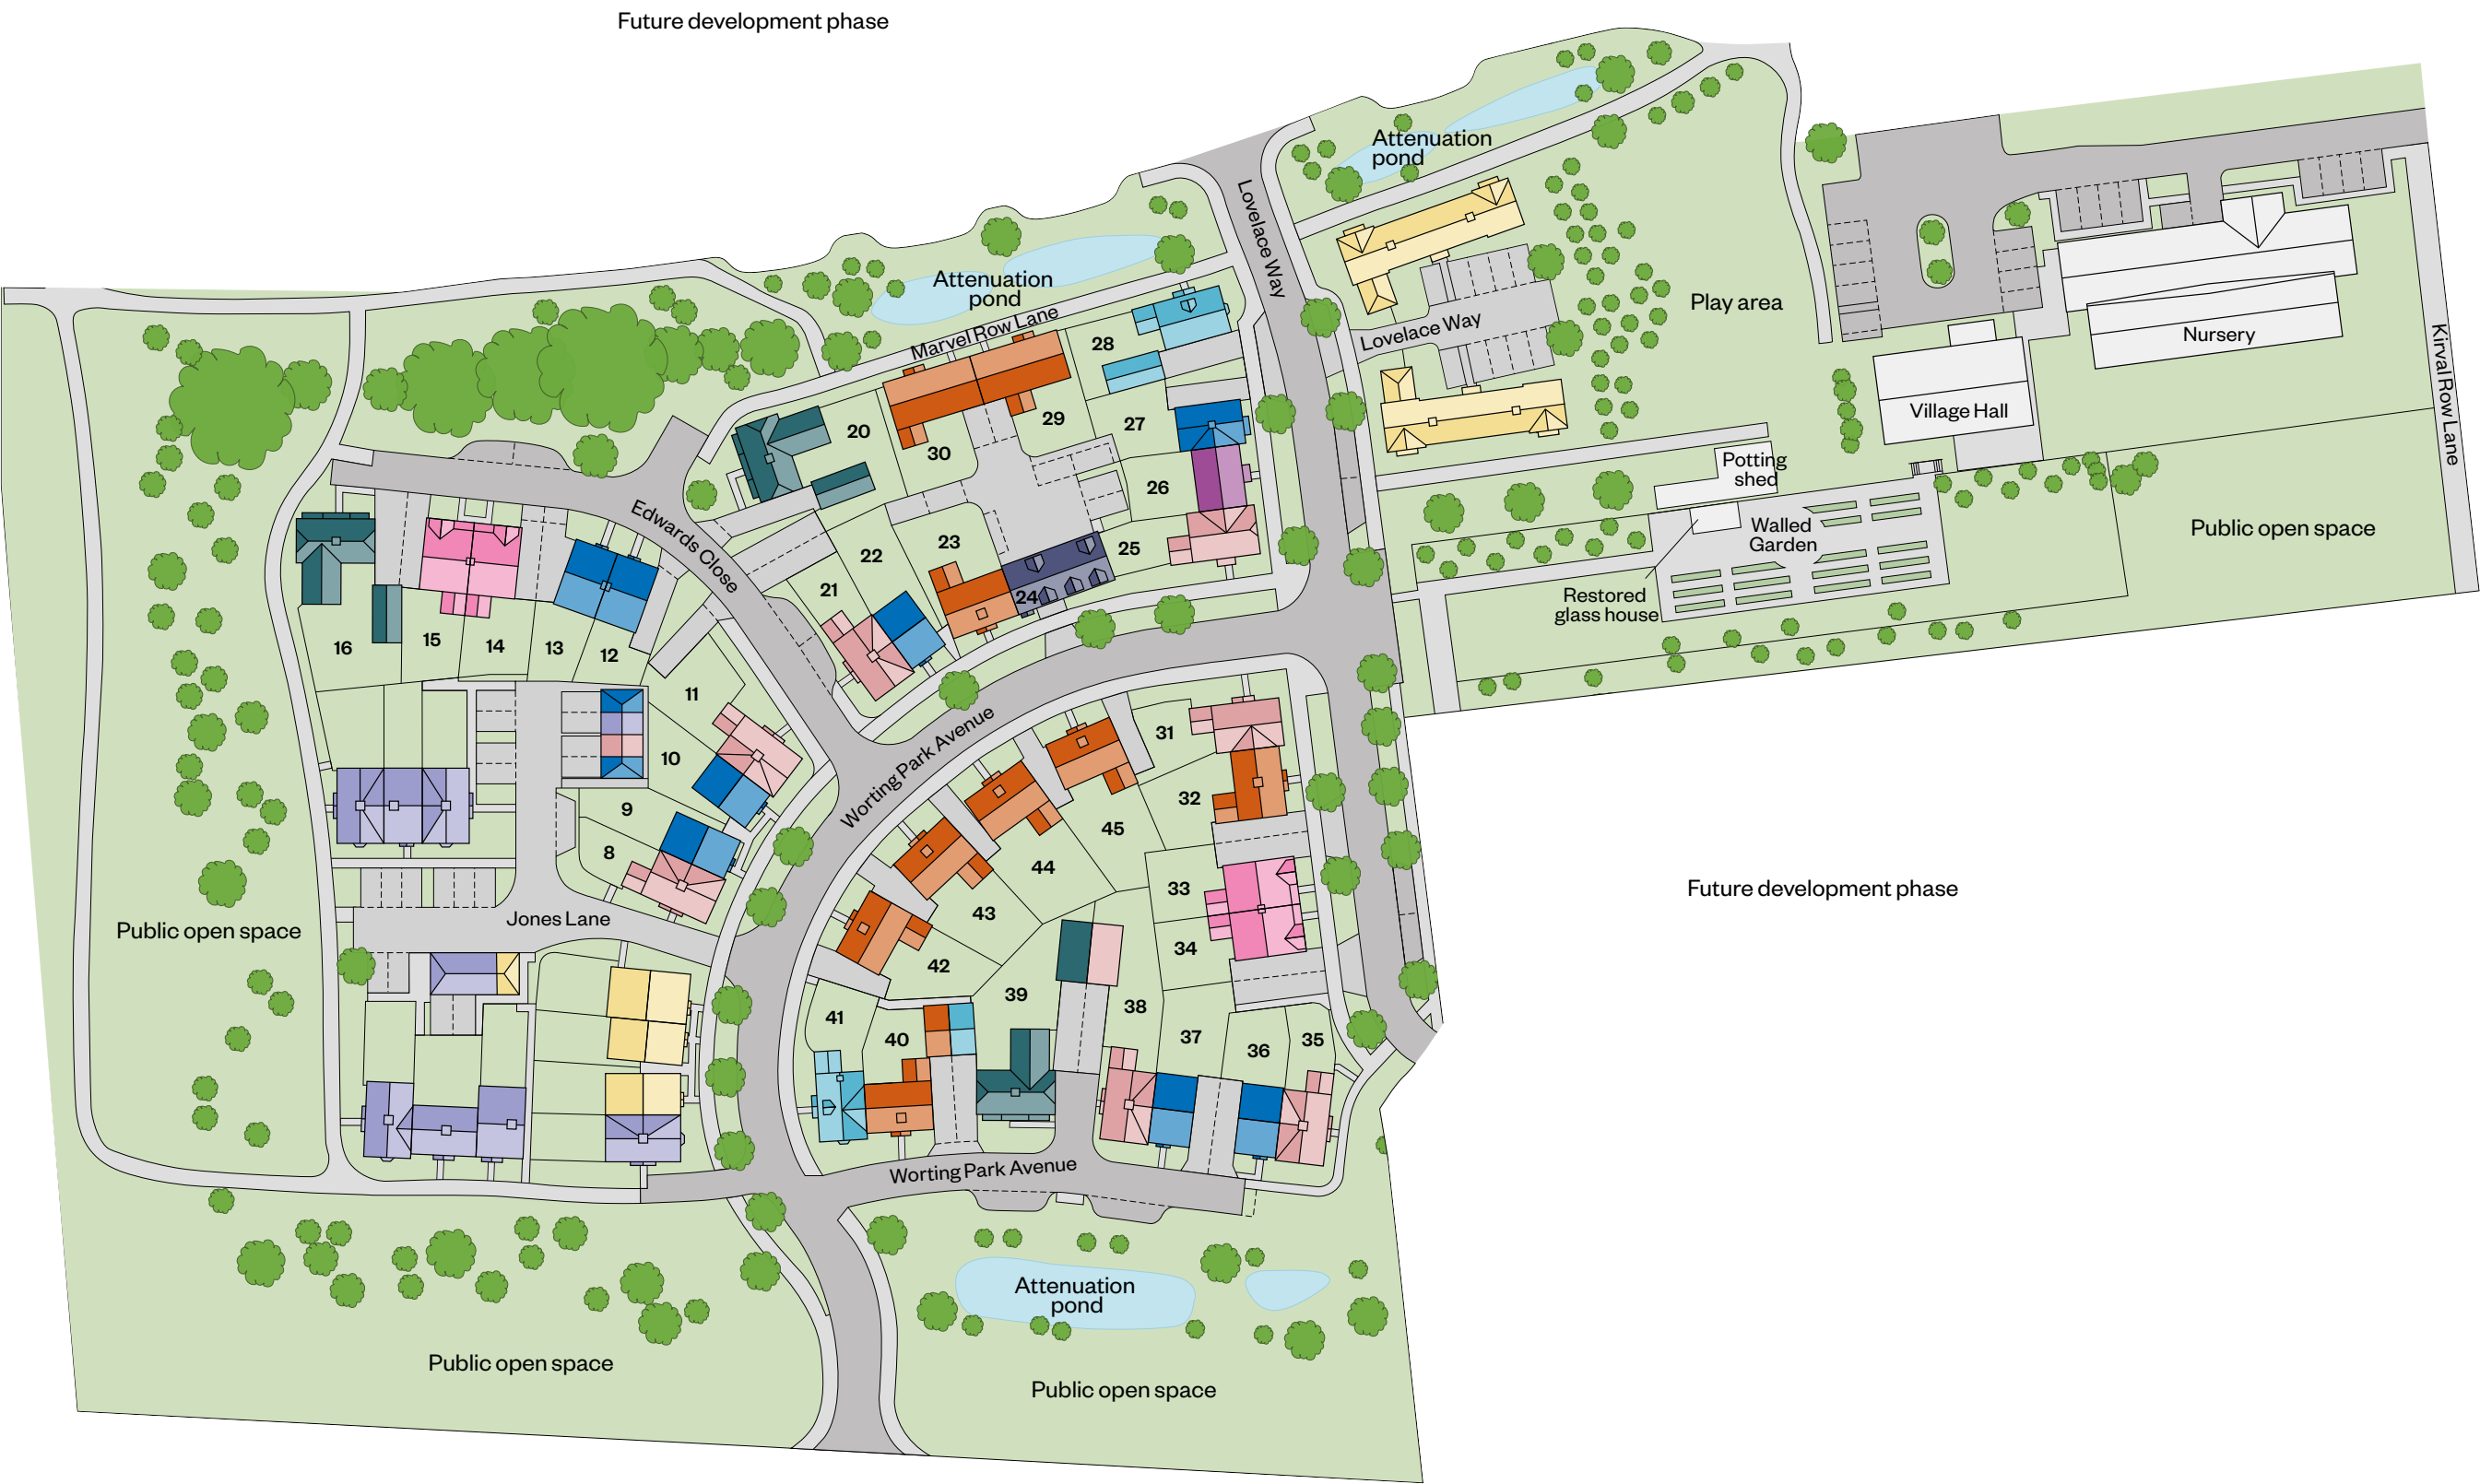 Future development phase
Attenuation
pond
Lovelace Way
Attenuation
pond
Play area
Marvel Row Lane
Lovelace Way
Nursery
Kirval Row Lane
Village Hall
28
20
29
27
30
26
Potting
shed
Edwards Close
Walled
Garden
Public open space
22
23
25
21
24
Restored
glass house
16
15
14
13
12
11
10
9
8
Worting Park Avenue
31
32
45
44
33
43
34
Future development phase
Public open space
Jones Lane
42
39
38
41
40
37
36
35
Worting Park Avenue
Attenuation
pond
Public open space
Public open space